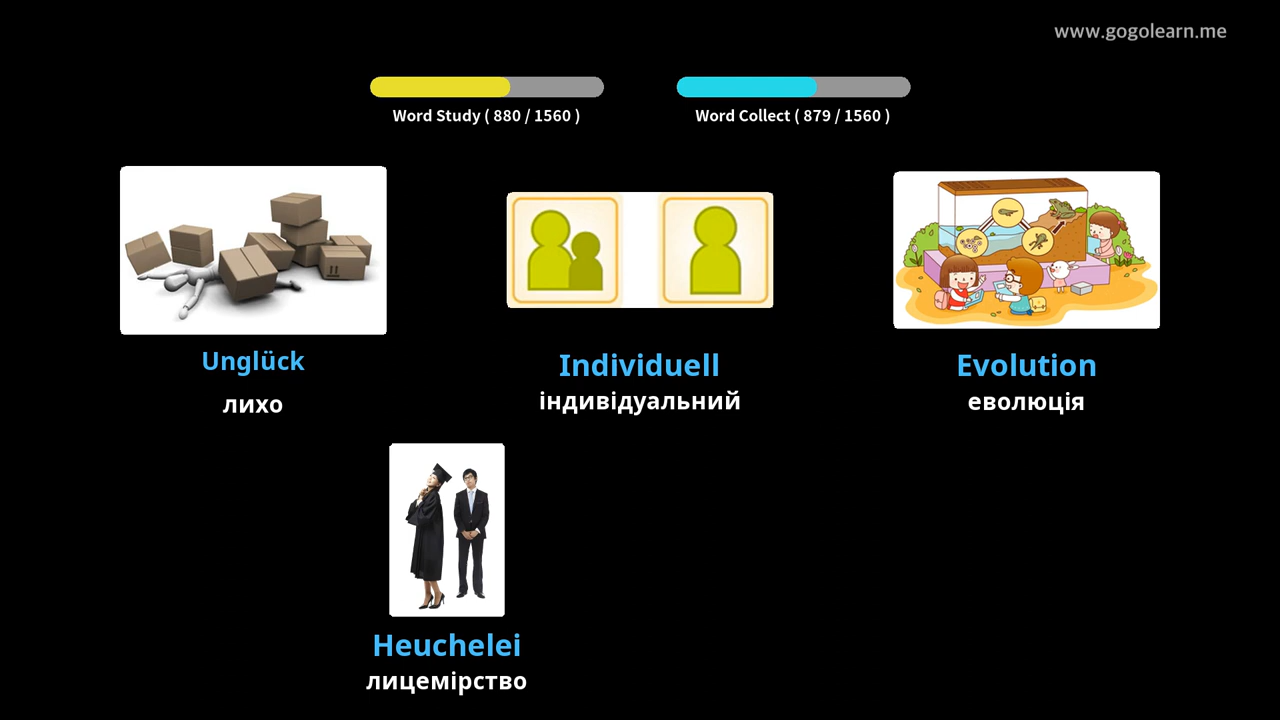 www.gogolearn.me
Word Study ( 880 / 1560 )
Word Collect ( 879 / 1560 )
Unglück
лихо
Individuell
індивідуальний
Evolution
еволюція
Heuchelei
лицемірство